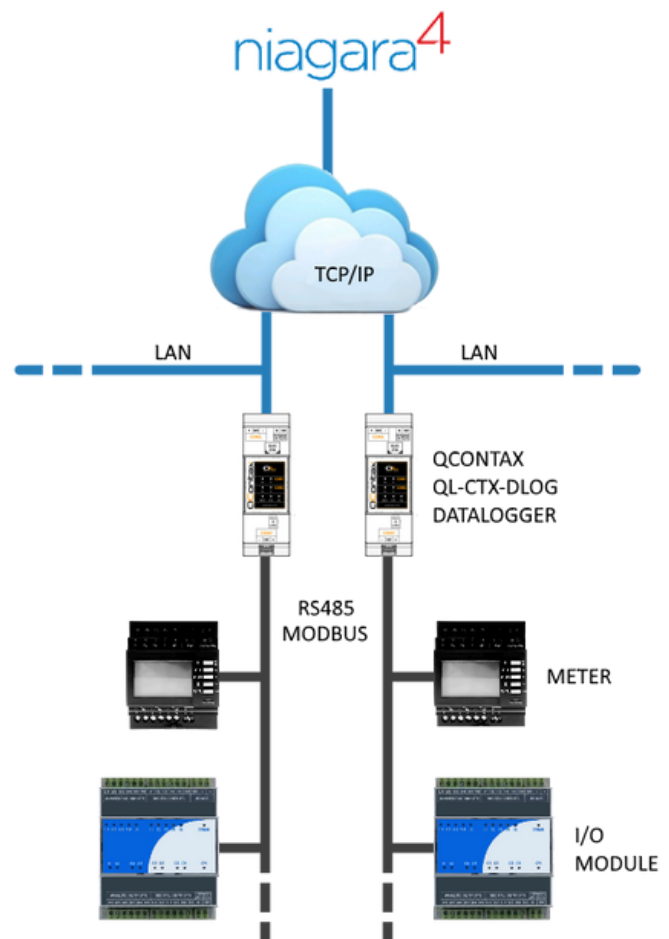 niagara4
TCP/IP
LAN
LAN
QCONTAX
QL-CTX-DLOG
DATALOGGER
RS485
MODBUS
METER
I/O
MODULE